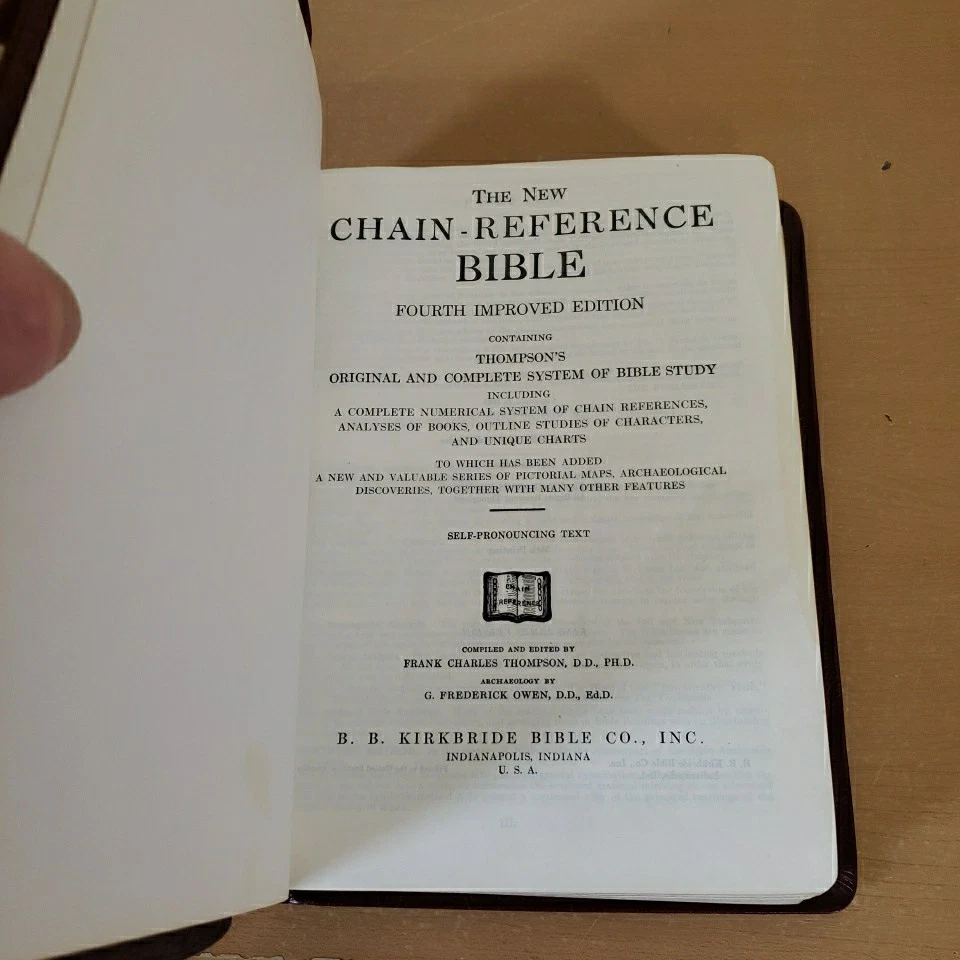 THE NEW
CHAIN-REFERENCE
BIBLE
FOURTH IMPROVED EDITION
CONTAINING
THOMPSON'S
ORIGINAL AND COMPLETE SYSTEM OF BIBLE STUDY
INCLUDING
A COMPLETE NUMERICAL SYSTEM OF CHAIN REFERENCES,
ANALYSES OF BOOKS, OUTLINE STUDIES OF CHARACTERS,
AND UNIQUE CHARTS
TO WHICH HAS BEEN ADDED
A NEW AND VALUABLE SERIES OF PICTORIAL MAPS, ARCHAEOLOGICAL
DISCOVERIES, TOGETHER WITH MANY OTHER FEATURES
SELF-PRONOUNCING TEXT
CHAIN
REFERENCE
COMPILED AND EDITED BY
FRANK CHARLES THOMPSON, D.D., PH.D.
ARCHAEOLOGY BY
G. FREDERICK OWEN, D.D., Ed.D.
B. B. KIRKBRIDE BIBLE CO., INC.
INDIANAPOLIS, INDIANA
U. S. A.